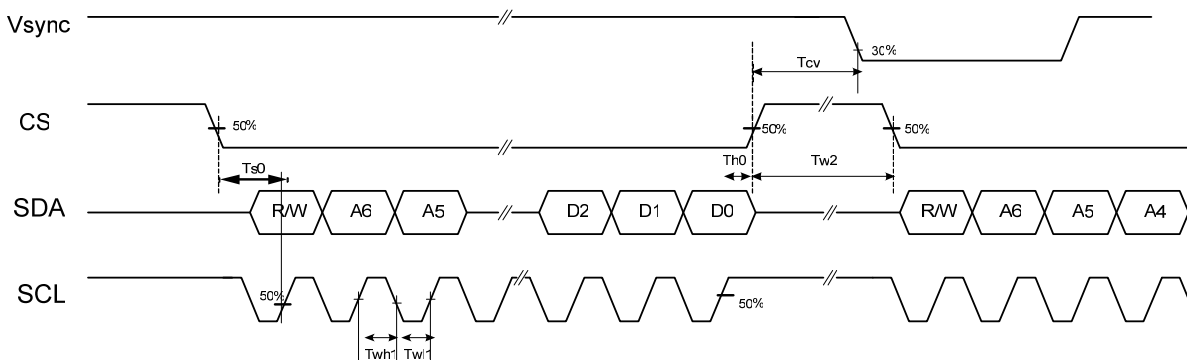 Vsync
30%
Tcv
CS
50%
50%
50%
Ts0
Th0
Tw2
SDA
R/W A6 A5 D2 D1 D0 R/W A6 A5 A4
SCL
50%
50%
Twh1 Twl1